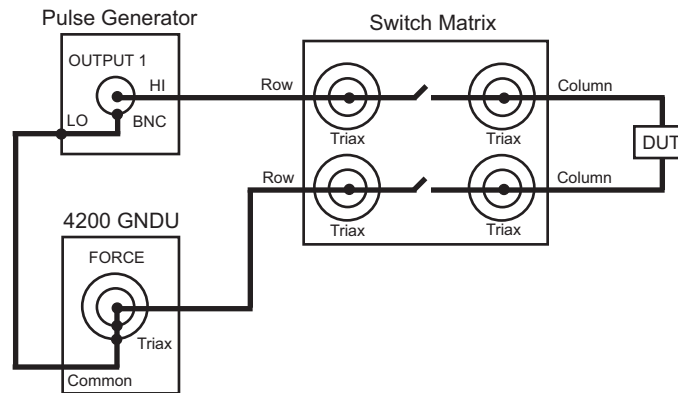 Pulse Generator
OUTPUT 1
HI
LO
BNC
Switch Matrix
Row
Column
Triax
Triax
DUT
Row
Column
Triax
Triax
4200 GNDU
FORCE
Triax
Common